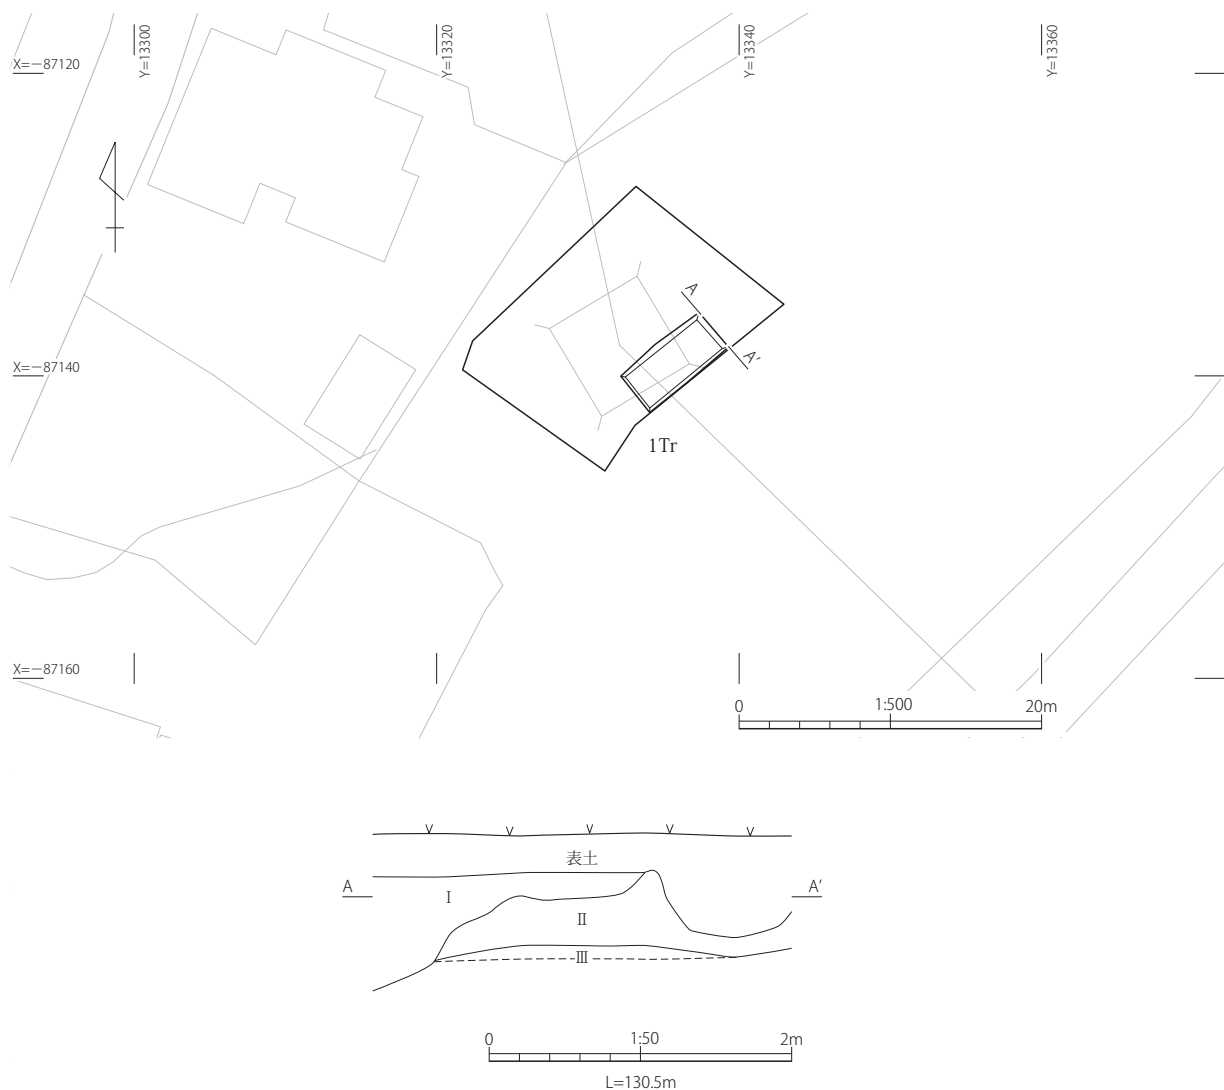 Y=13300
Y=13320
Y=13340
Y=13360
X=−87120
A
A′
X=−87140
1Tr
X=−87160
0 1:500 20m
表土
A A′
Ⅰ
Ⅱ
Ⅲ
0 1:50 2m
L=130.5m